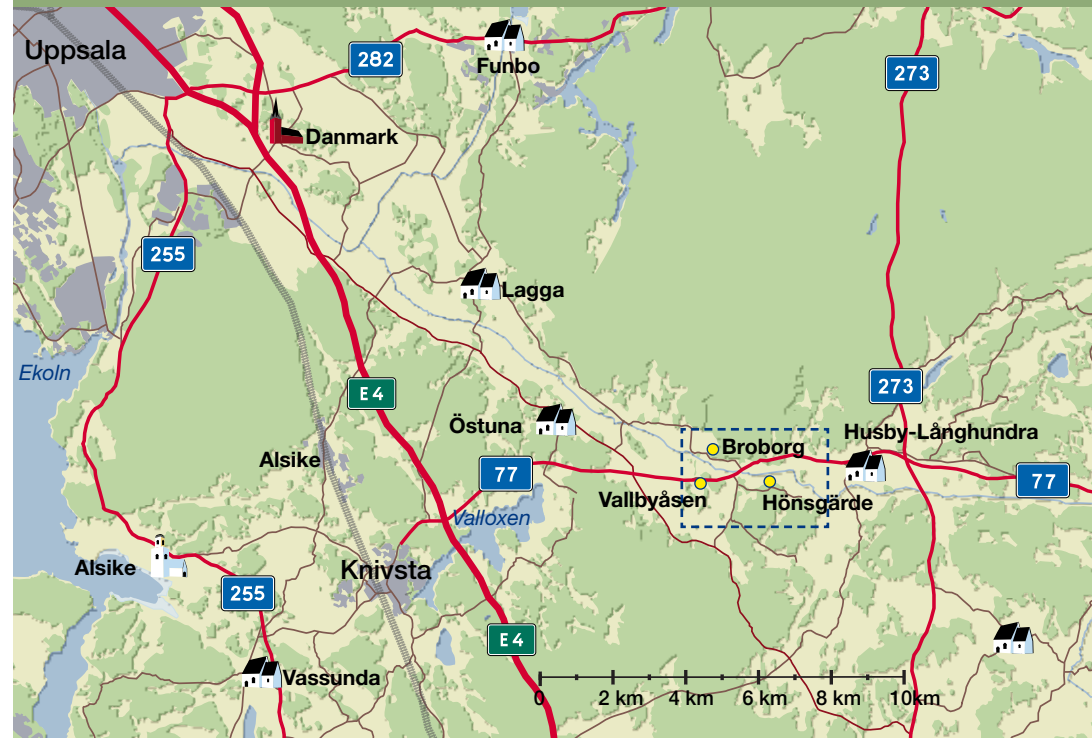 Uppsala
282
Funbo
273
Danmark
255
Lagga
Ekoln
E4
273
Östuna
Husby-Långhundra
Broborg
Alsike
77
Vallbyåsen
Hönsgärde
77
Valloxen
Knivsta
Alsike
255
E4
Vassunda
0 2 km 4 km 6 km 8 km 10km